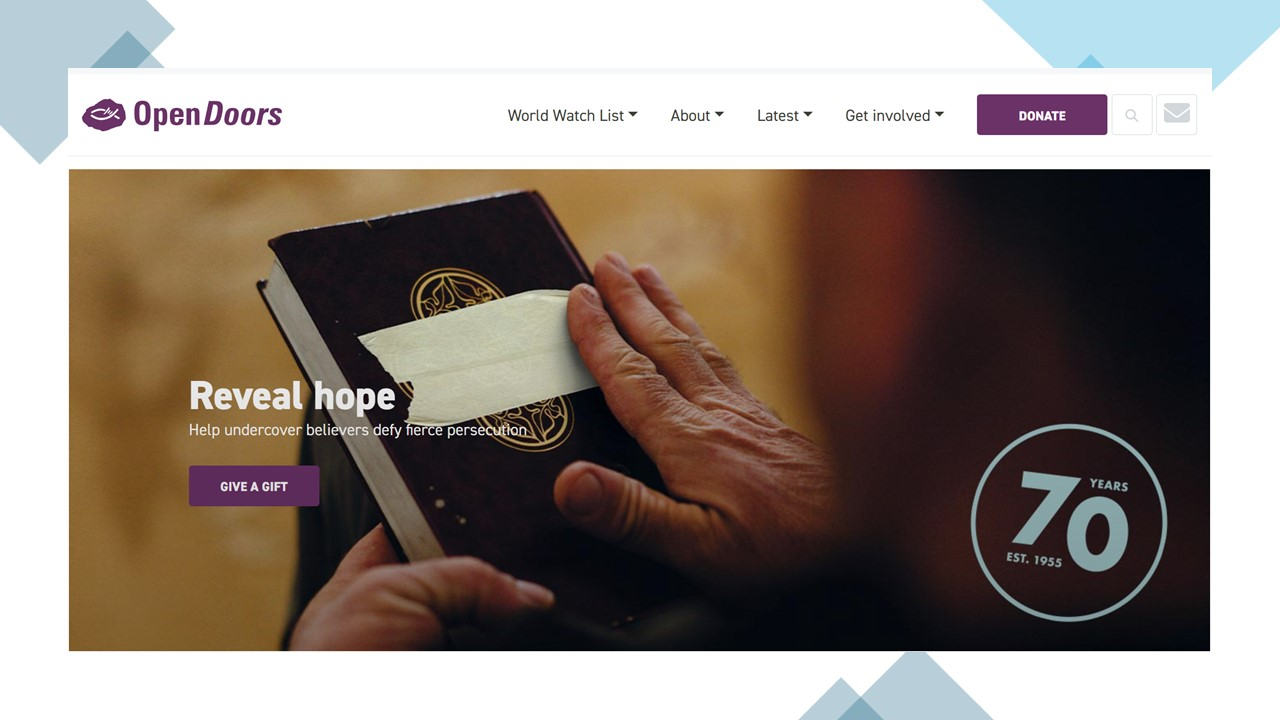 OpenDoors
World Watch List
About
Latest
Get involved
DONATE
Reveal hope
Help undercover believers defy fierce persecution
GIVE A GIFT
70 YEARS
EST. 1955